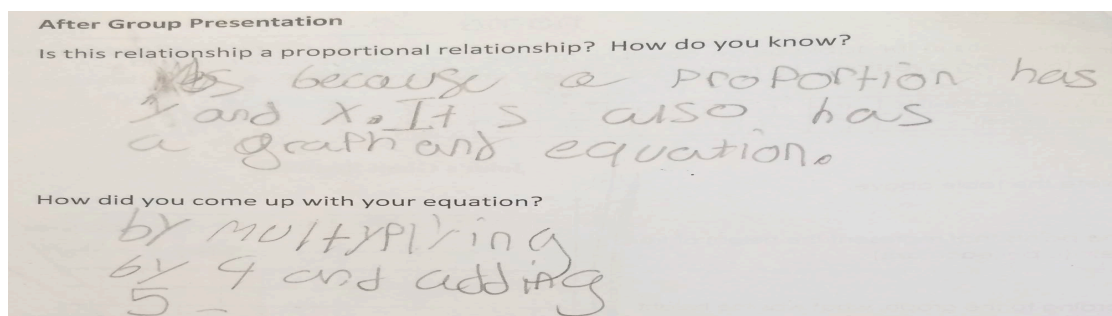 After Group Presentation
Is this relationship a proportional relationship? How do you know?
Yes because a proportion has
y and x. It s also has
a graph and equation.
How did you come up with your equation?
by multyplying
by 4 and adding
5